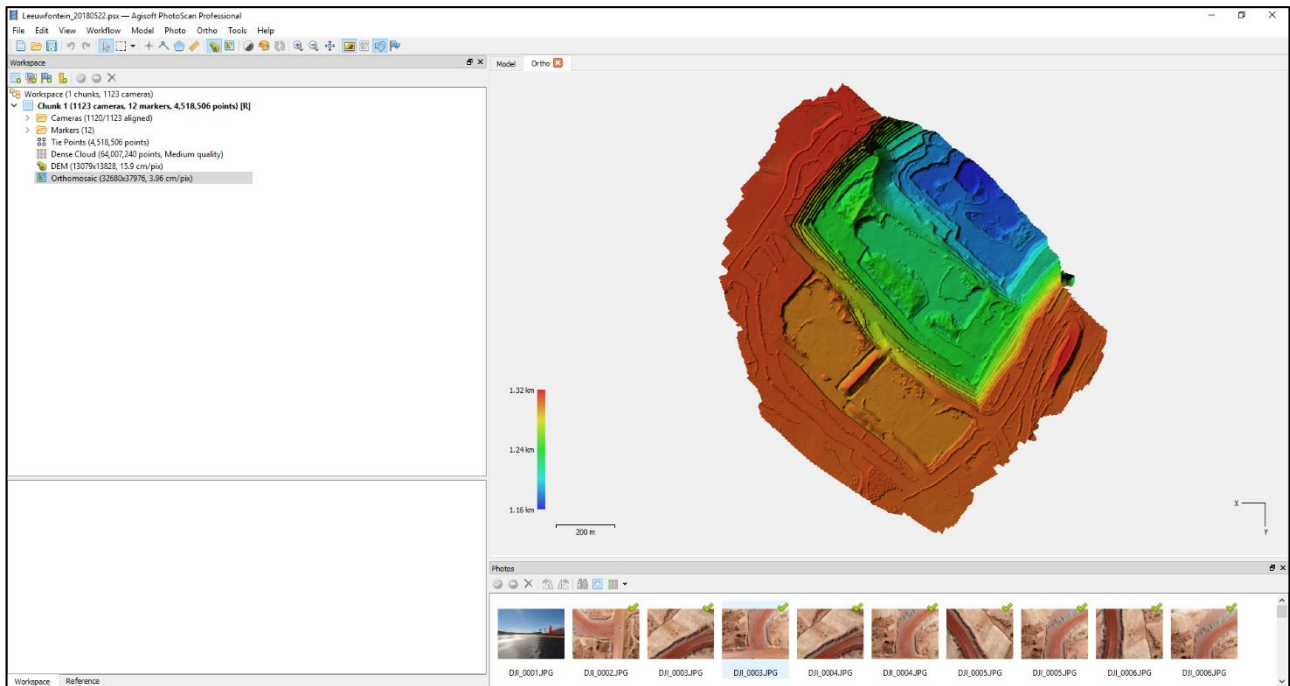 Leeuwfontein_20180522.psx — Agisoft PhotoScan Professional
File Edit View Workflow Model Photo Ortho Tools Help
Workspace
Workspace (1 chunks, 1123 cameras)
Chunk 1 (1123 cameras, 12 markers, 4,518,506 points) [R]
Cameras (1120/1123 aligned)
Markers (12)
Tie Points (4,518,506 points)
Dense Cloud (64,007,240 points, Medium quality)
DEM (13079x13828, 15.9 cm/pix)
Orthomosaic (32680x37976, 3.96 cm/pix)
Workspace Reference
Model Ortho
1.32 km
1.24 km
1.16 km
200 m
X
Y
Photos
DJI_0001.JPG DJI_0002.JPG DJI_0003.JPG DJI_0003.JPG DJI_0004.JPG DJI_0004.JPG DJI_0005.JPG DJI_0005.JPG DJI_0006.JPG DJI_0006.JPG